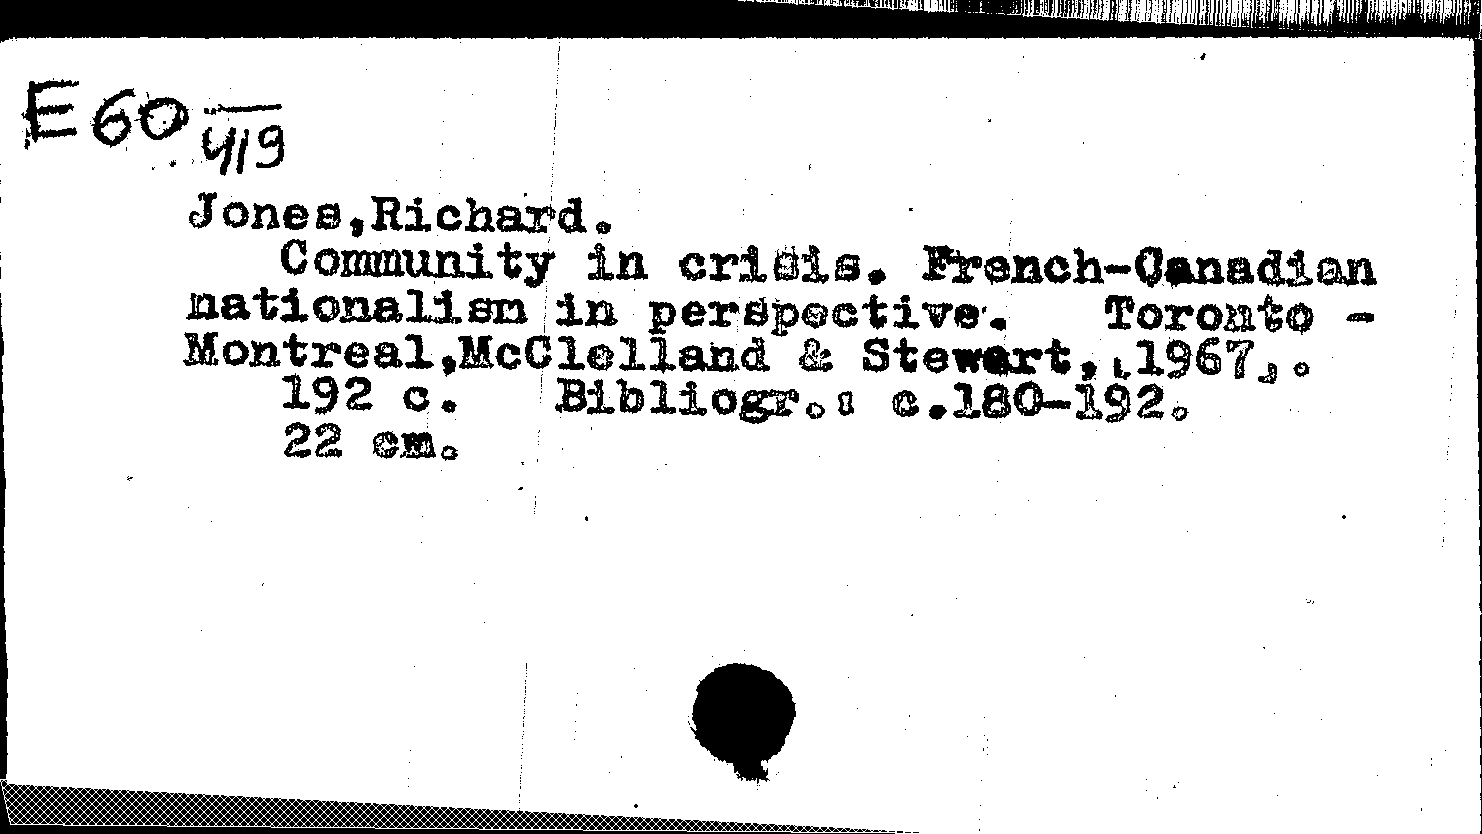 E60 —
419
Jones,Richard.
Community in crisis. French-Canadian
nationalism in perspective. Toronto -
Montreal,McClelland & Stewart,[1967].
192 c. Bibliogr.: c.180-192.
22 cm.